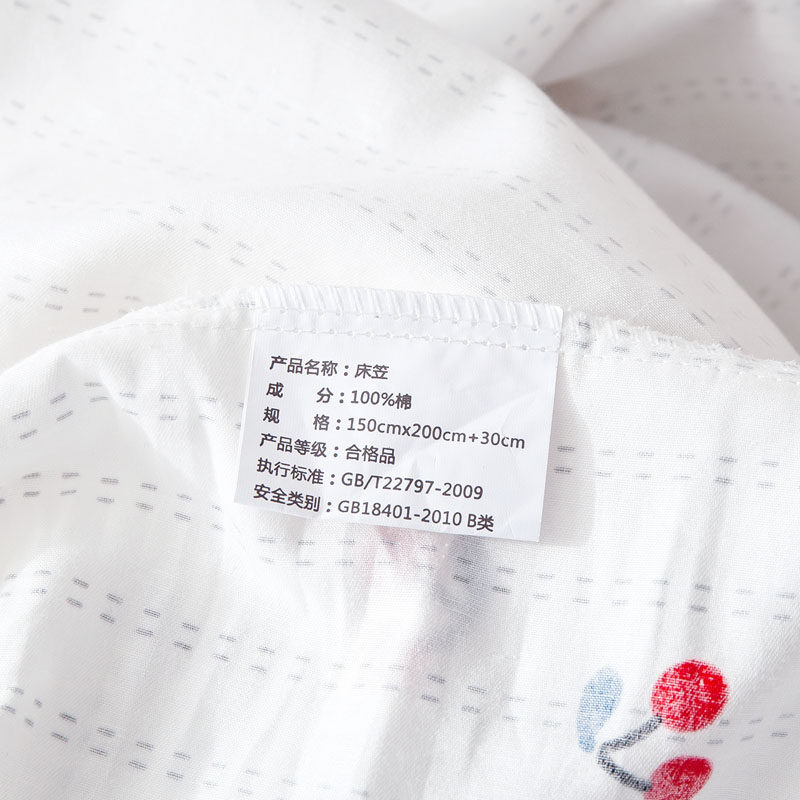 产品名称：床笠
成 分：100%棉
规 格：150cmx200cm+30cm
产品等级：合格品
执行标准：GB/T22797-2009
安全类别：GB18401-2010 B类